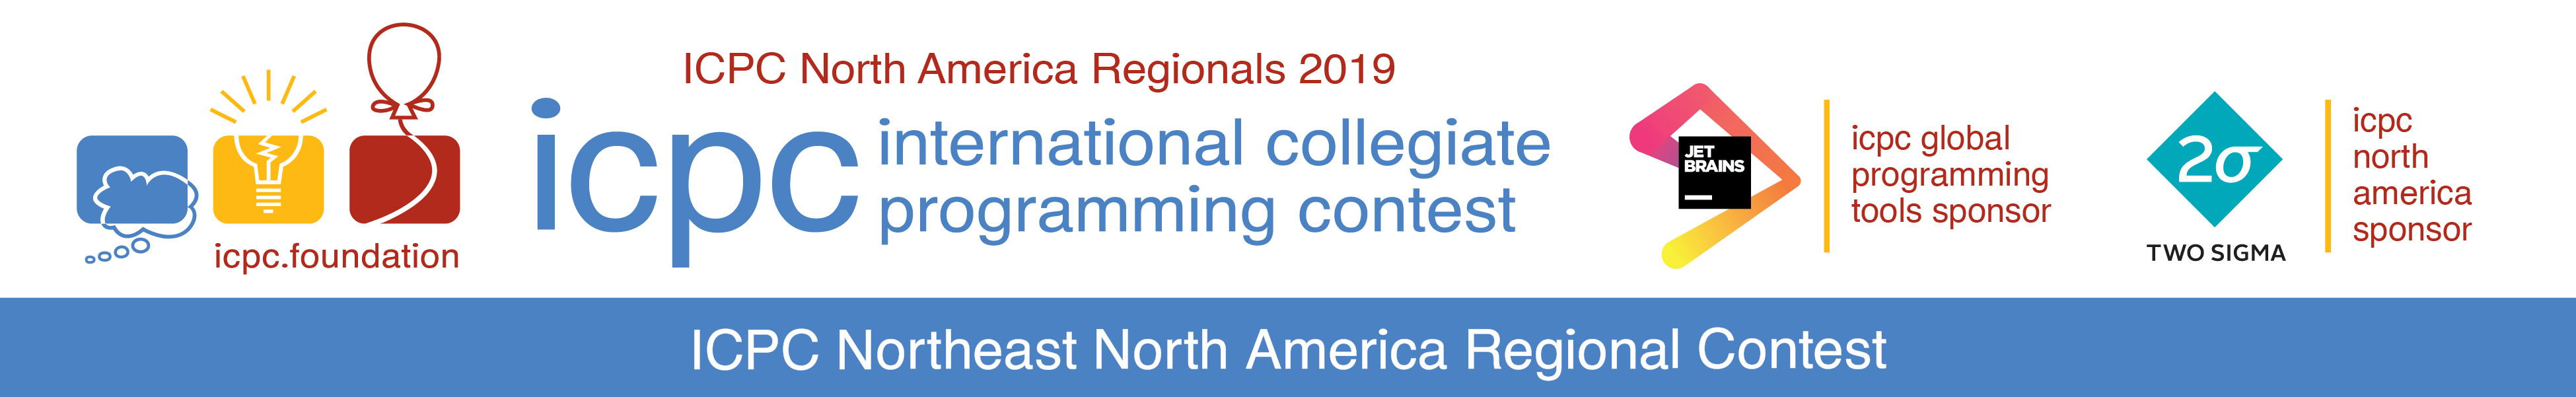 ICPC North America Regionals 2019
icpc
international collegiate
programming contest
icpc.foundation
JET
BRAINS
icpc global
programming
tools sponsor
2σ
TWO SIGMA
icpc
north
america
sponsor
ICPC Northeast North America Regional Contest